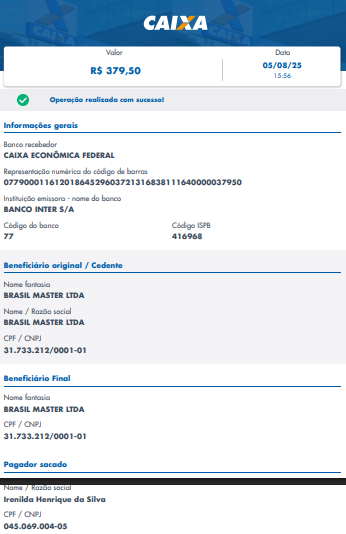 CAIXA
Valor
R$ 379,50
Data
05/08/25
15:56
Operação realizada com sucesso!
Informações gerais
Banco recebedor
CAIXA ECONÔMICA FEDERAL
Representação numérica do código de barras
07790001161201864529603721316838111640000037950
Instituição emissora - nome do banco
BANCO INTER S/A
Código do banco
77
Código ISPB
416968
Beneficiário original / Cedente
Nome fantasia
BRASIL MASTER LTDA
Nome / Razão social
BRASIL MASTER LTDA
CPF / CNPJ
31.733.212/0001-01
Beneficiário Final
Nome fantasia
BRASIL MASTER LTDA
CPF / CNPJ
31.733.212/0001-01
Pagador sacado
Nome / Razão social
Irenilda Henrique da Silva
CPF / CNPJ
045.069.004-05